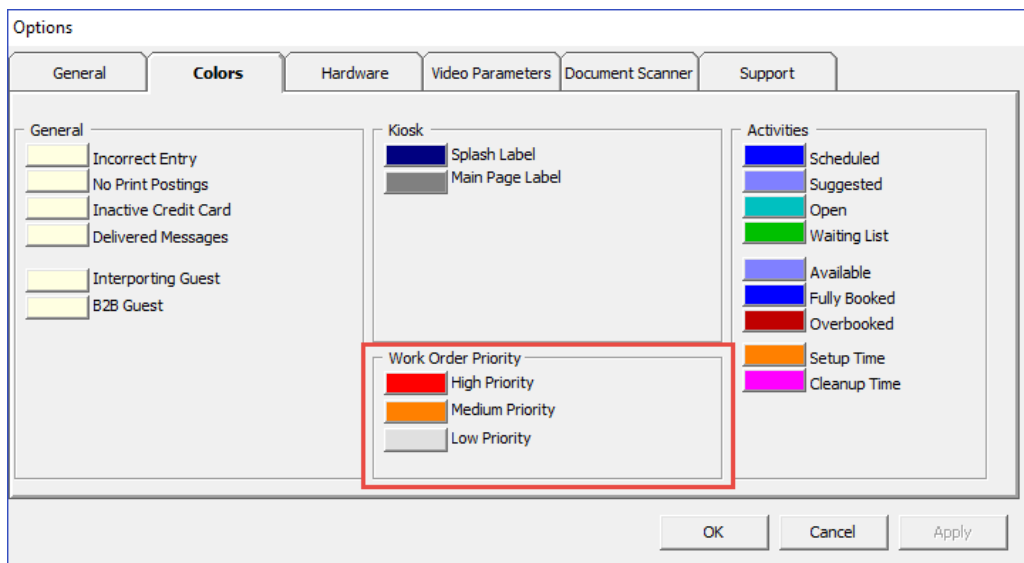 Options
General
Colors
Hardware
Video Parameters
Document Scanner
Support
General
Incorrect Entry
No Print Postings
Inactive Credit Card
Delivered Messages
Interporting Guest
B2B Guest
Kiosk
Splash Label
Main Page Label
Work Order Priority
High Priority
Medium Priority
Low Priority
Activities
Scheduled
Suggested
Open
Waiting List
Available
Fully Booked
Overbooked
Setup Time
Cleanup Time
OK
Cancel
Apply